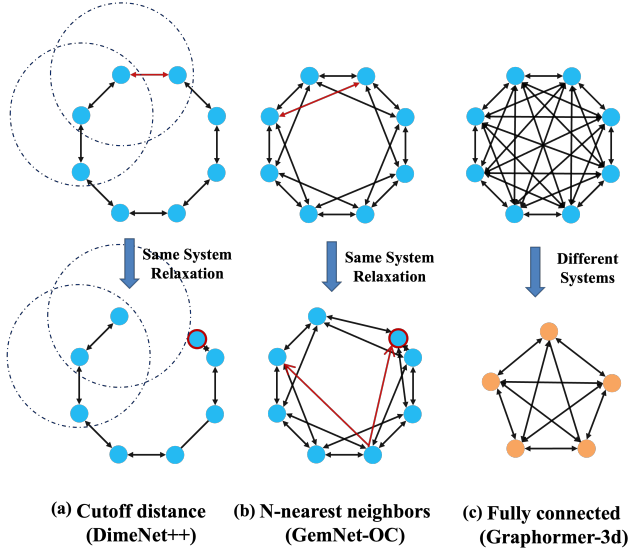 Same System
Relaxation
Same System
Relaxation
Different
Systems
(a) Cutoff distance
(DimeNet++)
(b) N-nearest neighbors
(GemNet-OC)
(c) Fully connected
(Graphormer-3d)